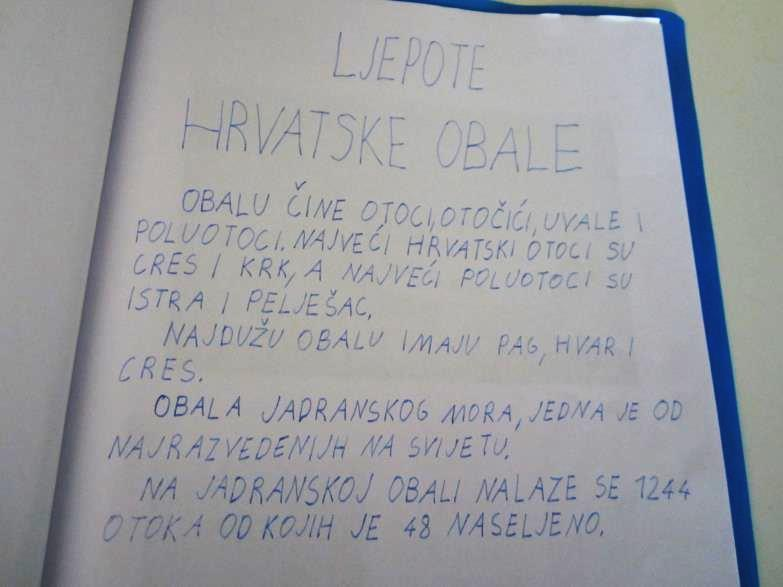 LJEPOTE
HRVATSKE OBALE
OBALU ČINE OTOCI, OTOČIĆI, UVALE I
POLUOTOCI. NAJVEĆI HRVATSKI OTOCI SU
CRES I KRK, A NAJVEĆI POLUOTOCI SU
ISTRA I PELJEŠAC.
NAJDUŽU OBALU IMAJU PAG, HVAR I
CRES.
OBALA JADRANSKOG MORA, JEDNA JE OD
NAJRAZVEDENIJH NA SVIJETU.
NA JADRANSKOJ OBALI NALAZE SE 1244
OTOKA OD KOJIH JE 48 NASELJENO.